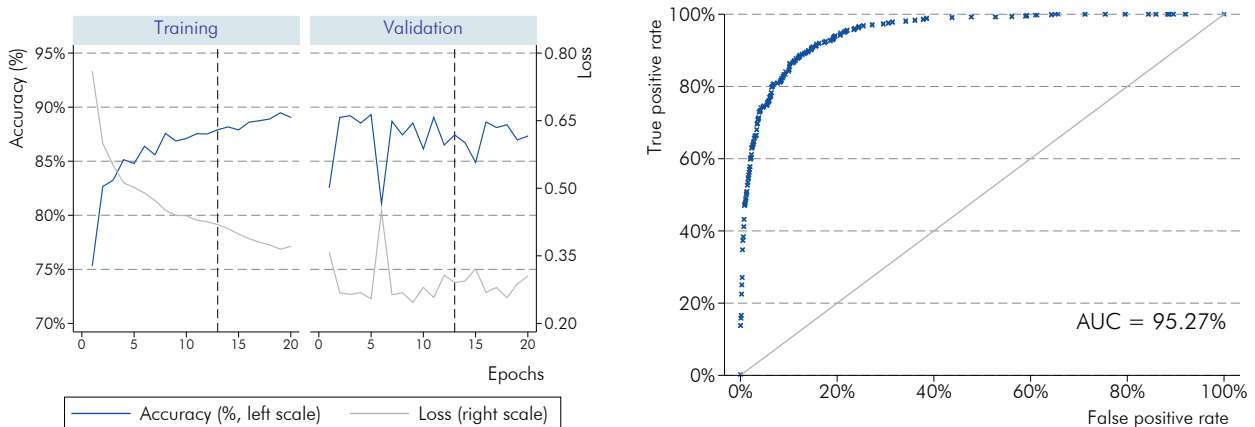 Training
Validation
Accuracy (%)
95%
90%
85%
80%
75%
70%
0.80
0.65
0.50
0.35
0.20
Loss
0 5 10 15 20
0 5 10 15 20
Epochs
Accuracy (%, left scale)
Loss (right scale)
True positive rate
100%
80%
60%
40%
20%
0%
AUC = 95.27%
0% 20% 40% 60% 80% 100%
False positive rate